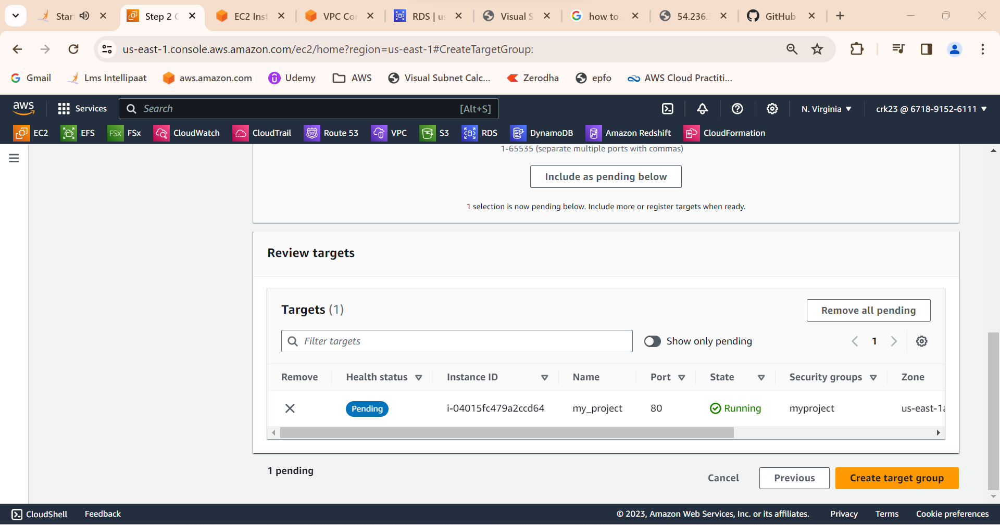 Star
Step 2 C
EC2 Inst
VPC Co
RDS | u
Visual S
how to
54.236.
GitHub
us-east-1.console.aws.amazon.com/ec2/home?region=us-east-1#CreateTargetGroup:
Gmail
Lms Intellipaat
aws.amazon.com
Udemy
AWS
Visual Subnet Calc...
Zerodha
epfo
AWS Cloud Practiti...
aws
Services
Search
[Alt+S]
N. Virginia
crk23 @ 6718-9152-6111
EC2
EFS
FSx
FSx
CloudWatch
CloudTrail
53
Route 53
VPC
S3
RDS
DynamoDB
Amazon Redshift
CloudFormation
1-65535 (separate multiple ports with commas)
Include as pending below
1 selection is now pending below. Include more or register targets when ready.
Review targets
Targets (1)
Remove all pending
Filter targets
Show only pending
1
Remove Health status Instance ID Name Port State Security groups Zone
Pending i-04015fc479a2ccd64 my_project 80 Running myproject us-east-1a
1 pending
Cancel
Previous
Create target group
CloudShell
Feedback
© 2023, Amazon Web Services, Inc. or its affiliates.
Privacy
Terms
Cookie preferences